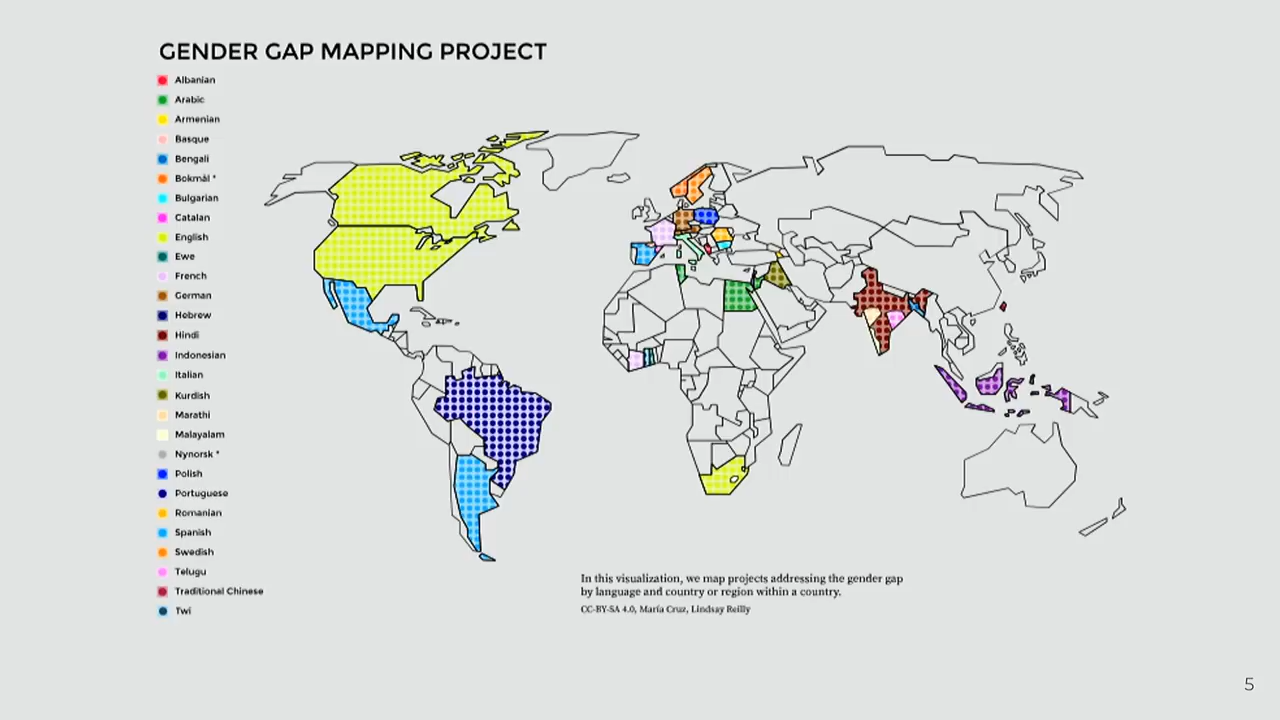 GENDER GAP MAPPING PROJECT
Albanian
Arabic
Armenian
Basque
Bengali
Bokmål *
Bulgarian
Catalan
English
Ewe
French
German
Hebrew
Hindi
Indonesian
Italian
Kurdish
Marathi
Malayalam
Nynorsk *
Polish
Portuguese
Romanian
Spanish
Swedish
Telugu
Traditional Chinese
Twi
In this visualization, we map projects addressing the gender gap
by language and country or region within a country.
CC-BY-SA 4.0, María Cruz, Lindsay Reilly
5